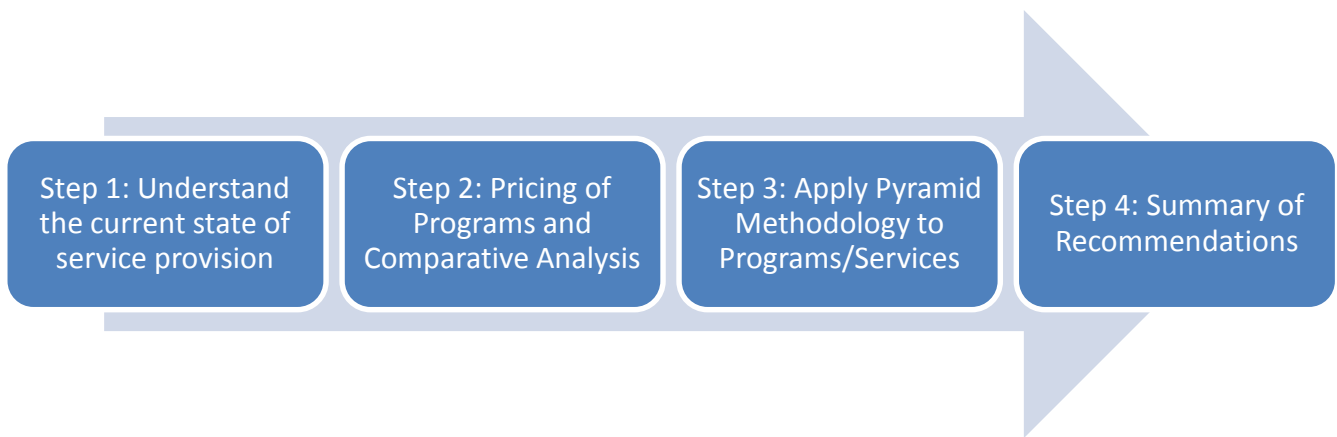 Step 1: Understand
the current state of
service provision
Step 2: Pricing of
Programs and
Comparative Analysis
Step 3: Apply Pyramid
Methodology to
Programs/Services
Step 4: Summary of
Recommendations